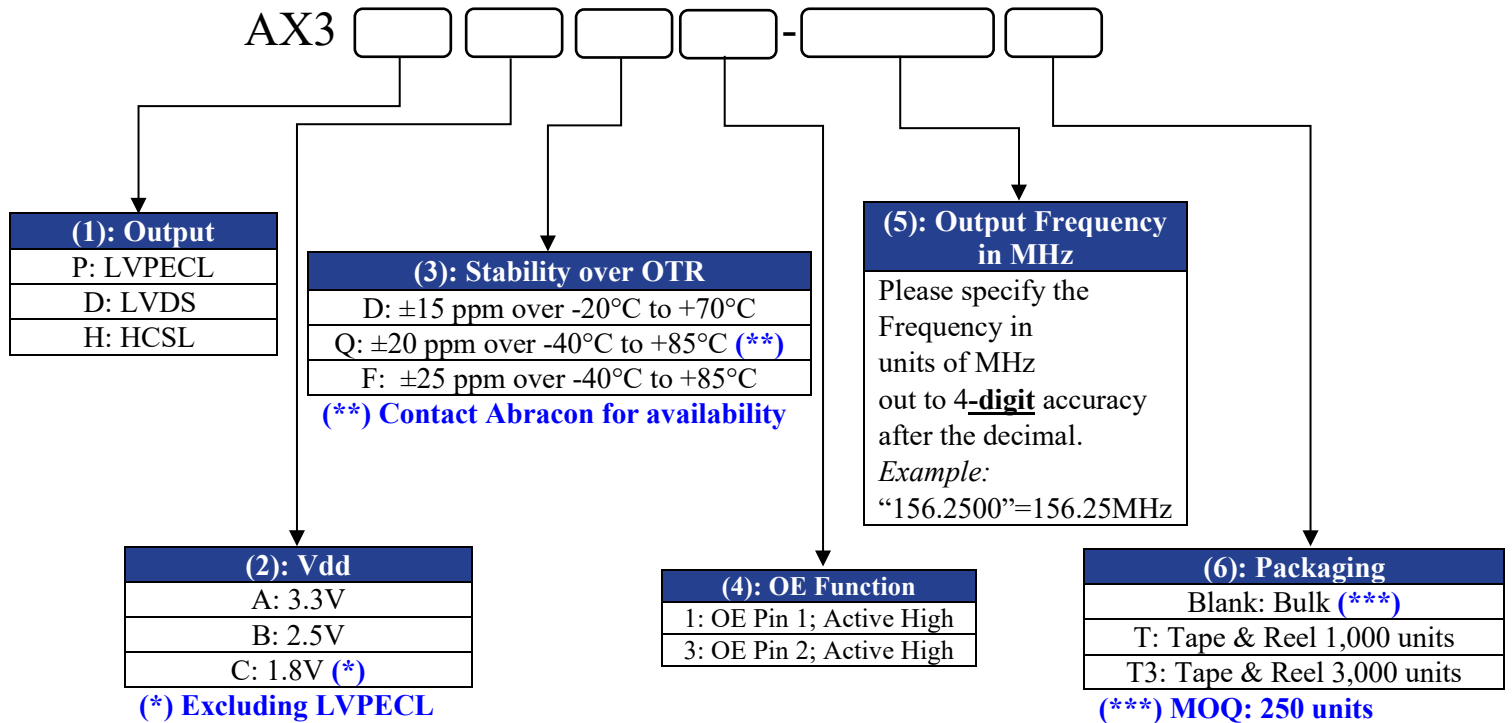 AX3 -
(1): Output
P: LVPECL
D: LVDS
H: HCSL
(2): Vdd
A: 3.3V
B: 2.5V
C: 1.8V (*)
(*) Excluding LVPECL
(3): Stability over OTR
D: ±15 ppm over -20°C to +70°C
Q: ±20 ppm over -40°C to +85°C (**)
F: ±25 ppm over -40°C to +85°C
(**) Contact Abracon for availability
(4): OE Function
1: OE Pin 1; Active High
3: OE Pin 2; Active High
(5): Output Frequency
in MHz
Please specify the
Frequency in
units of MHz
out to 4-digit accuracy
after the decimal.
Example:
“156.2500”=156.25MHz
(6): Packaging
Blank: Bulk (***)
T: Tape & Reel 1,000 units
T3: Tape & Reel 3,000 units
(***) MOQ: 250 units